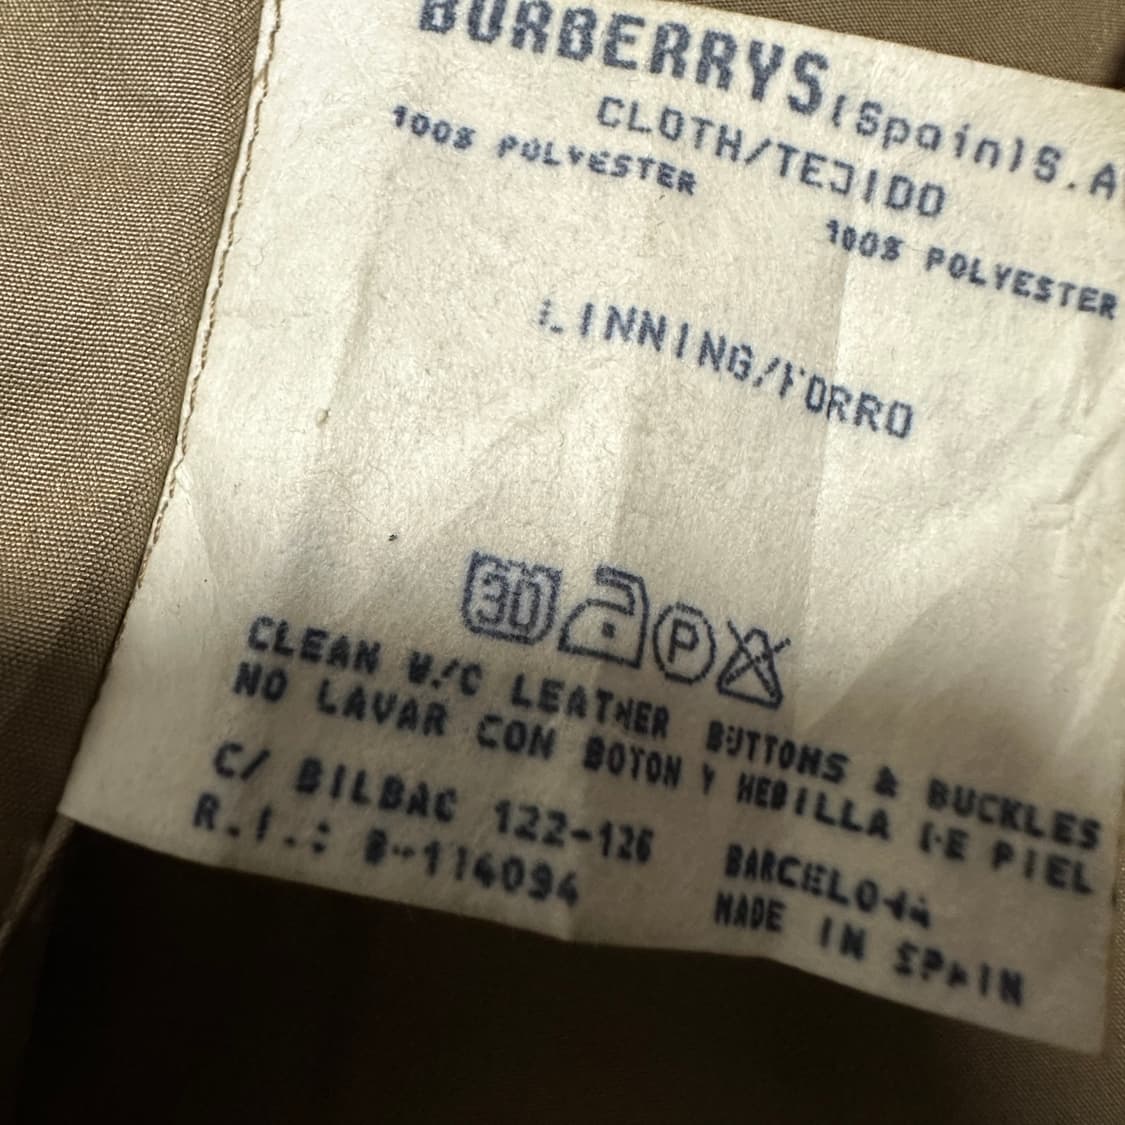 BURBERRYS (Spain) S.A
CLOTH/TEJIDO
100% POLYESTER
100% POLYESTER
LINNING/FORRO
30 P
CLEAN W/C LEATHER BUTTONS & BUCKLES
NO LAVAR CON BOTON Y HEBILLA DE PIEL
C/ BILBAO 122-126 BARCELONA
R.I.: B-114094 MADE IN SPAIN